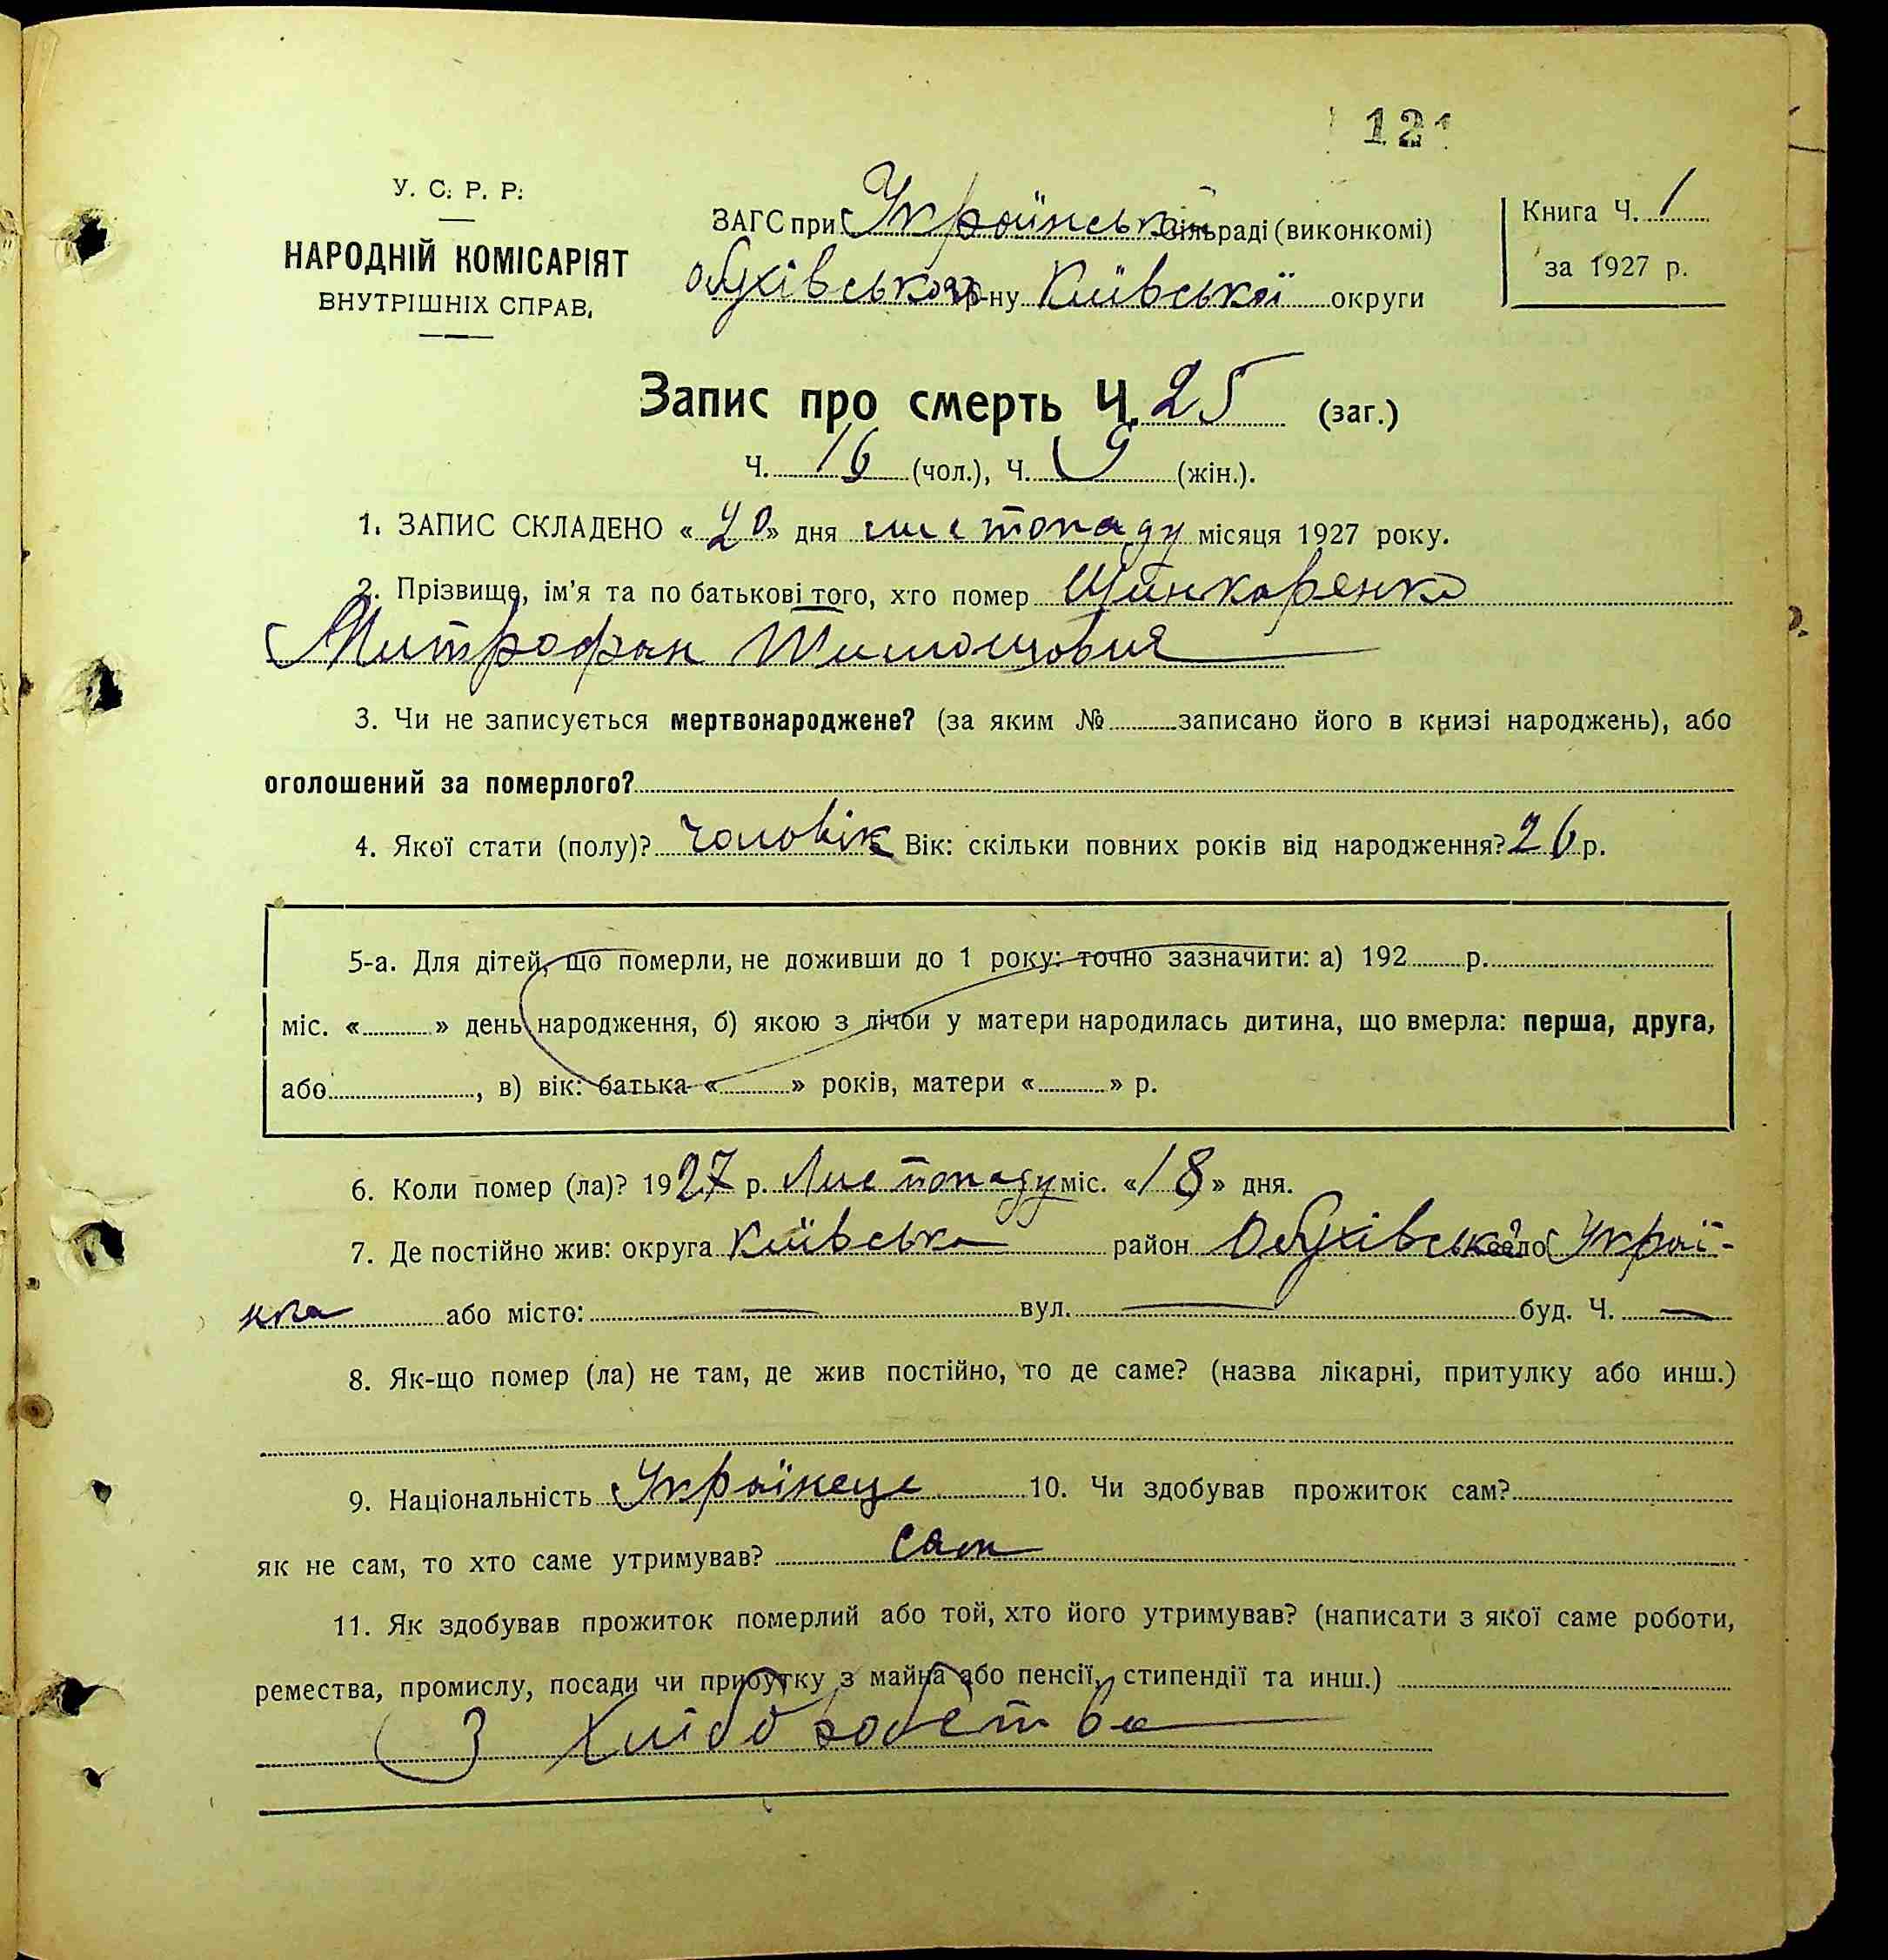 121
У. С. Р. Р.
НАРОДНІЙ КОМІСАРІЯТ
ВНУТРІШНІХ СПРАВ.
ЗАГС при Українській сільраді (виконкомі)
Обухівського р-ну Київської округи
Книга Ч. 1
за 1927 р.
Запис про смерть Ч. 25 (заг.)
Ч. 16 (чол.), Ч. 9 (жін.).
1. ЗАПИС СКЛАДЕНО «20» дня листопаду місяця 1927 року.
2. Прізвище, ім'я та по батькові того, хто помер Шинкаренко
Митрофан Тимошович
3. Чи не записується мертвонароджене? (за яким № записано його в книзі народжень), або
оголошений за померлого?
4. Якої стати (полу)? чоловік Вік: скільки повних років від народження? 26 р.
5-а. Для дітей, що померли, не доживши до 1 року: точно зазначити: а) 192 р.
міс. « » день народження, б) якою з лічби у матери народилась дитина, що вмерла: перша, друга,
або , в) вік: батька « » років, матери « » р.
6. Коли помер (ла)? 1927 р. Листопаду міс. «18» дня.
7. Де постійно жив: округа Київська район Обухівський село Украї-
нка або місто: — вул. — буд. Ч. —
8. Як-що помер (ла) не там, де жив постійно, то де саме? (назва лікарні, притулку або инш.)
9. Національність Українець 10. Чи здобував прожиток сам?
як не сам, то хто саме утримував? сам
11. Як здобував прожиток померлий або той, хто його утримував? (написати з якої саме роботи,
ремества, промислу, посади чи прибутку з майна або пенсії, стипендії та инш.)
З Хліборобства